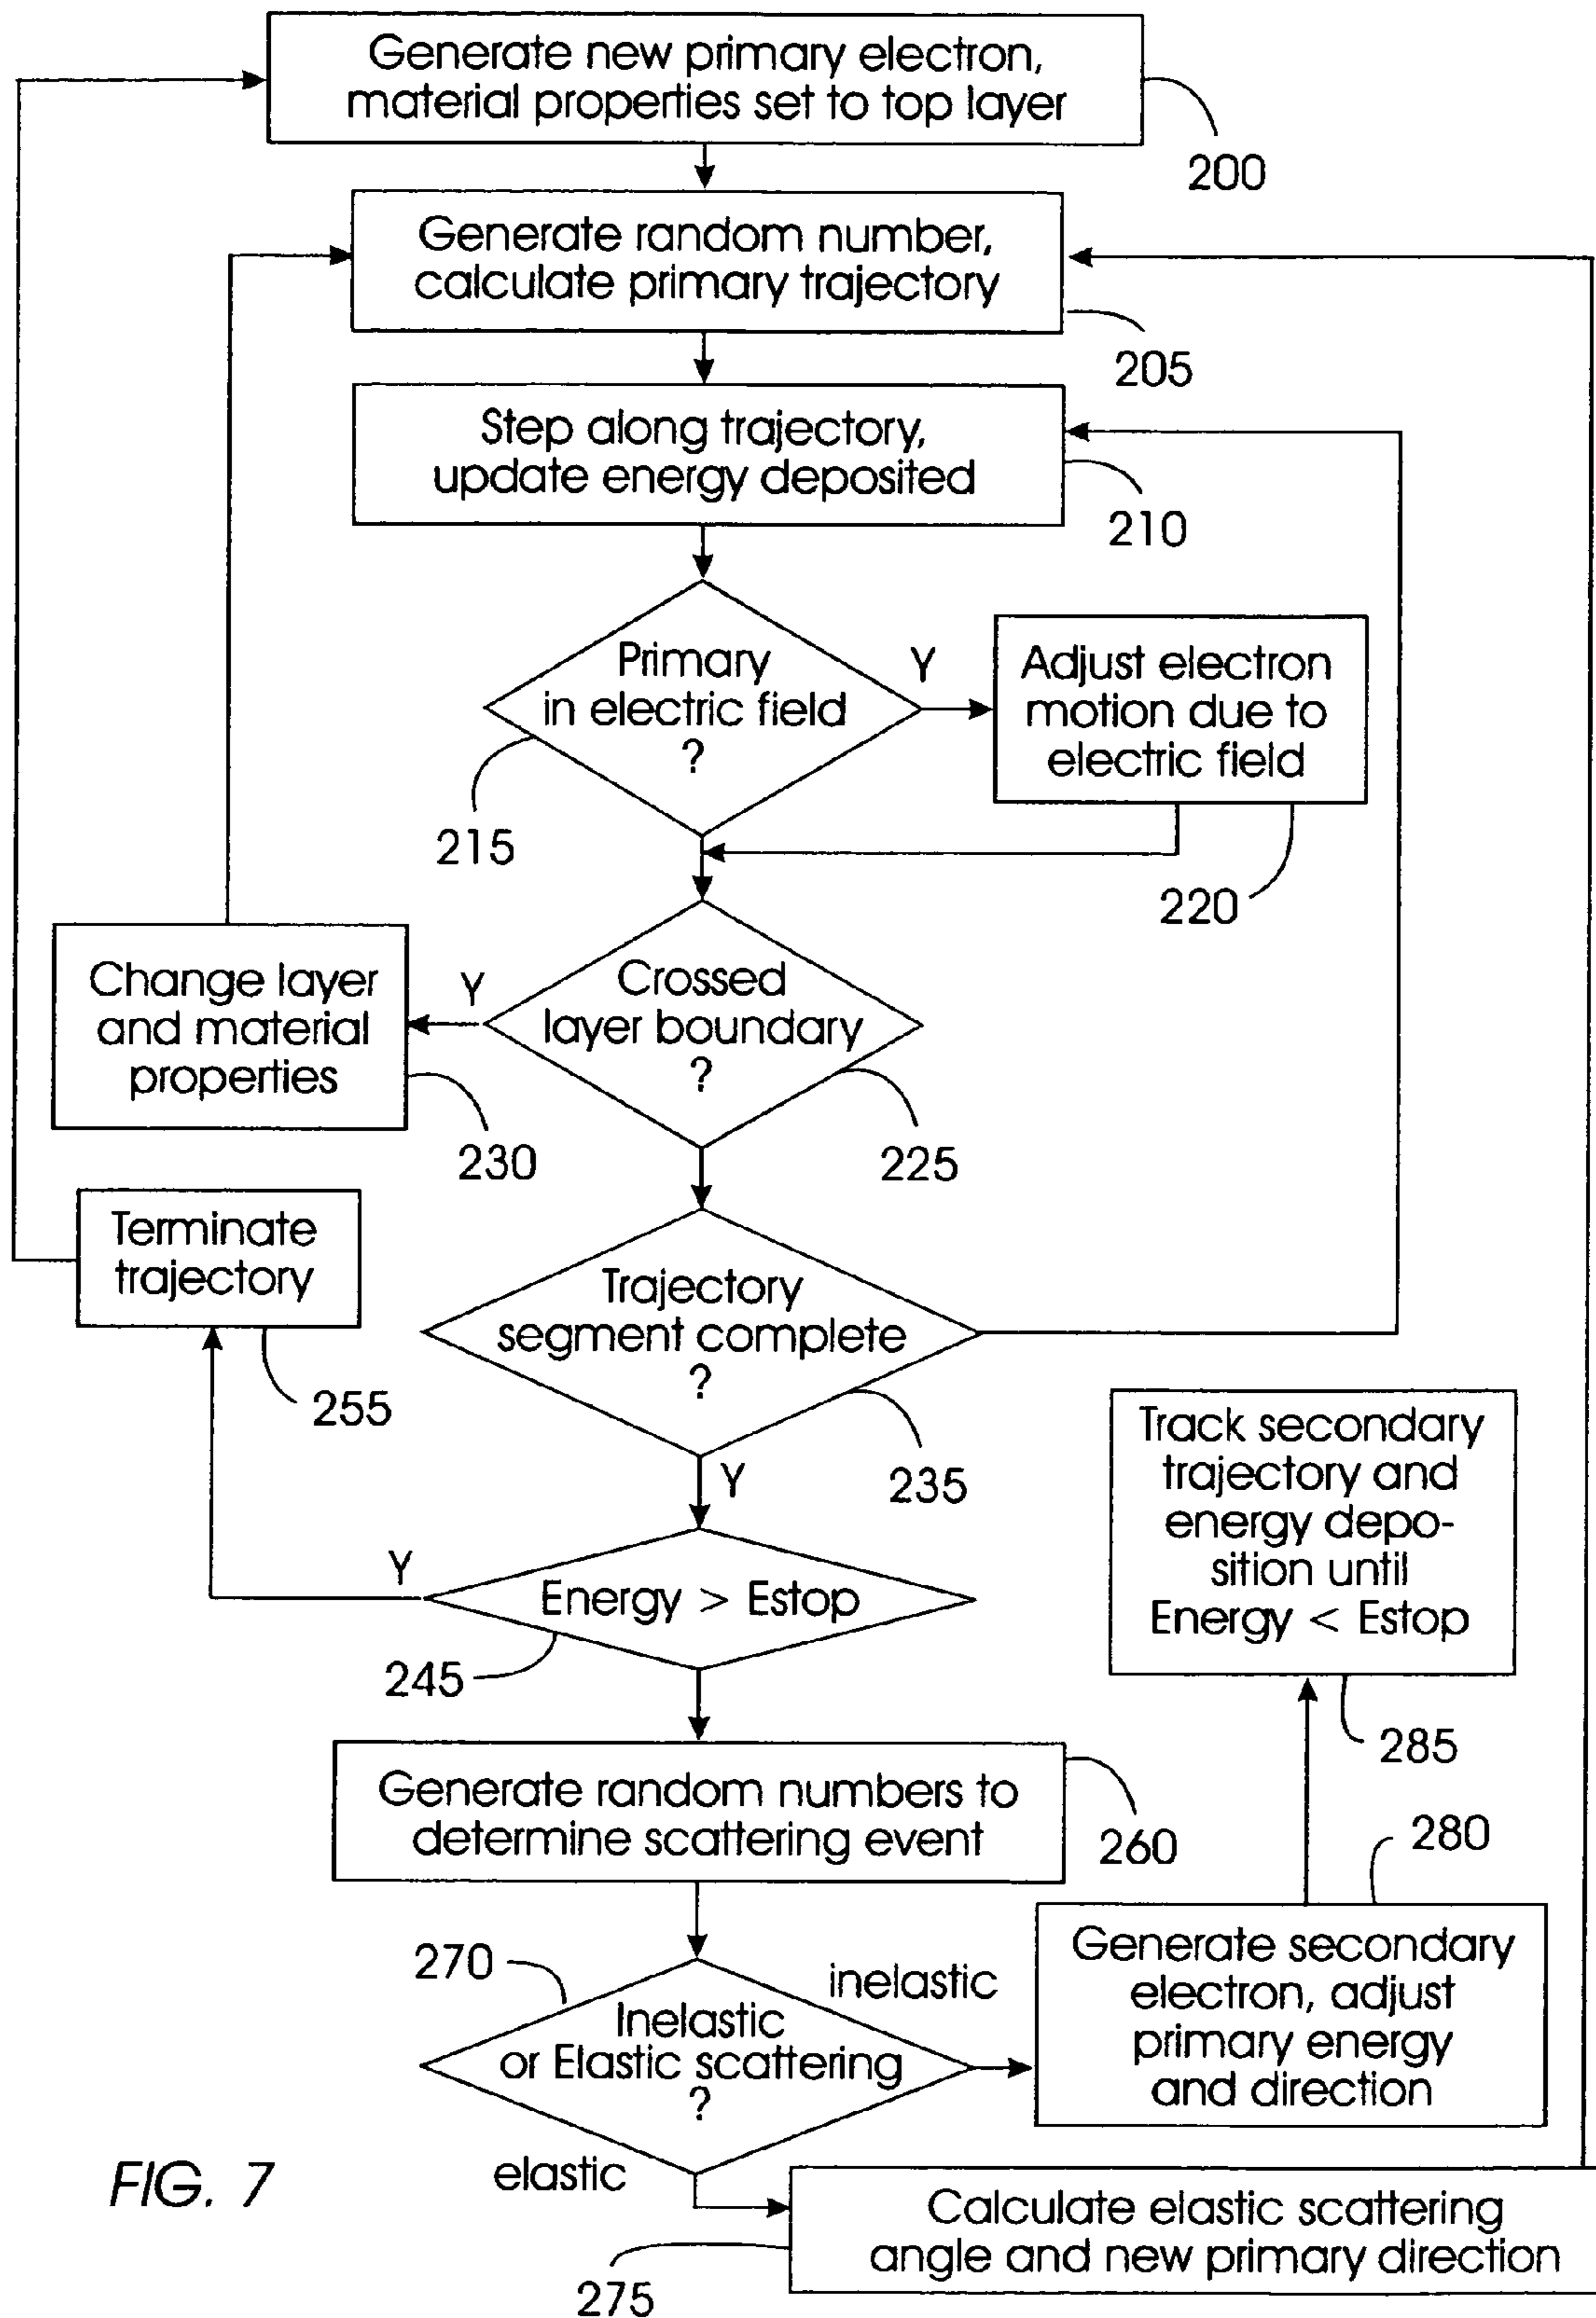 Generate new primary electron,
material properties set to top layer
200
Generate random number,
calculate primary trajectory
205
Step along trajectory,
update energy deposited
210
Primary
in electric field
?
Y
215
Adjust electron
motion due to
electric field
220
Change layer
and material
properties
Y
230
Crossed
layer boundary
?
225
Terminate
trajectory
255
Trajectory
segment complete
?
235
Y
Track secondary
trajectory and
energy depo-
sition until
Energy < Estop
285
Y
Energy > Estop
245
Generate random numbers to
determine scattering event
260
280
270
Inelastic
or Elastic scattering
?
inelastic
elastic
Generate secondary
electron, adjust
primary energy
and direction
FIG. 7
Calculate elastic scattering
angle and new primary direction
275